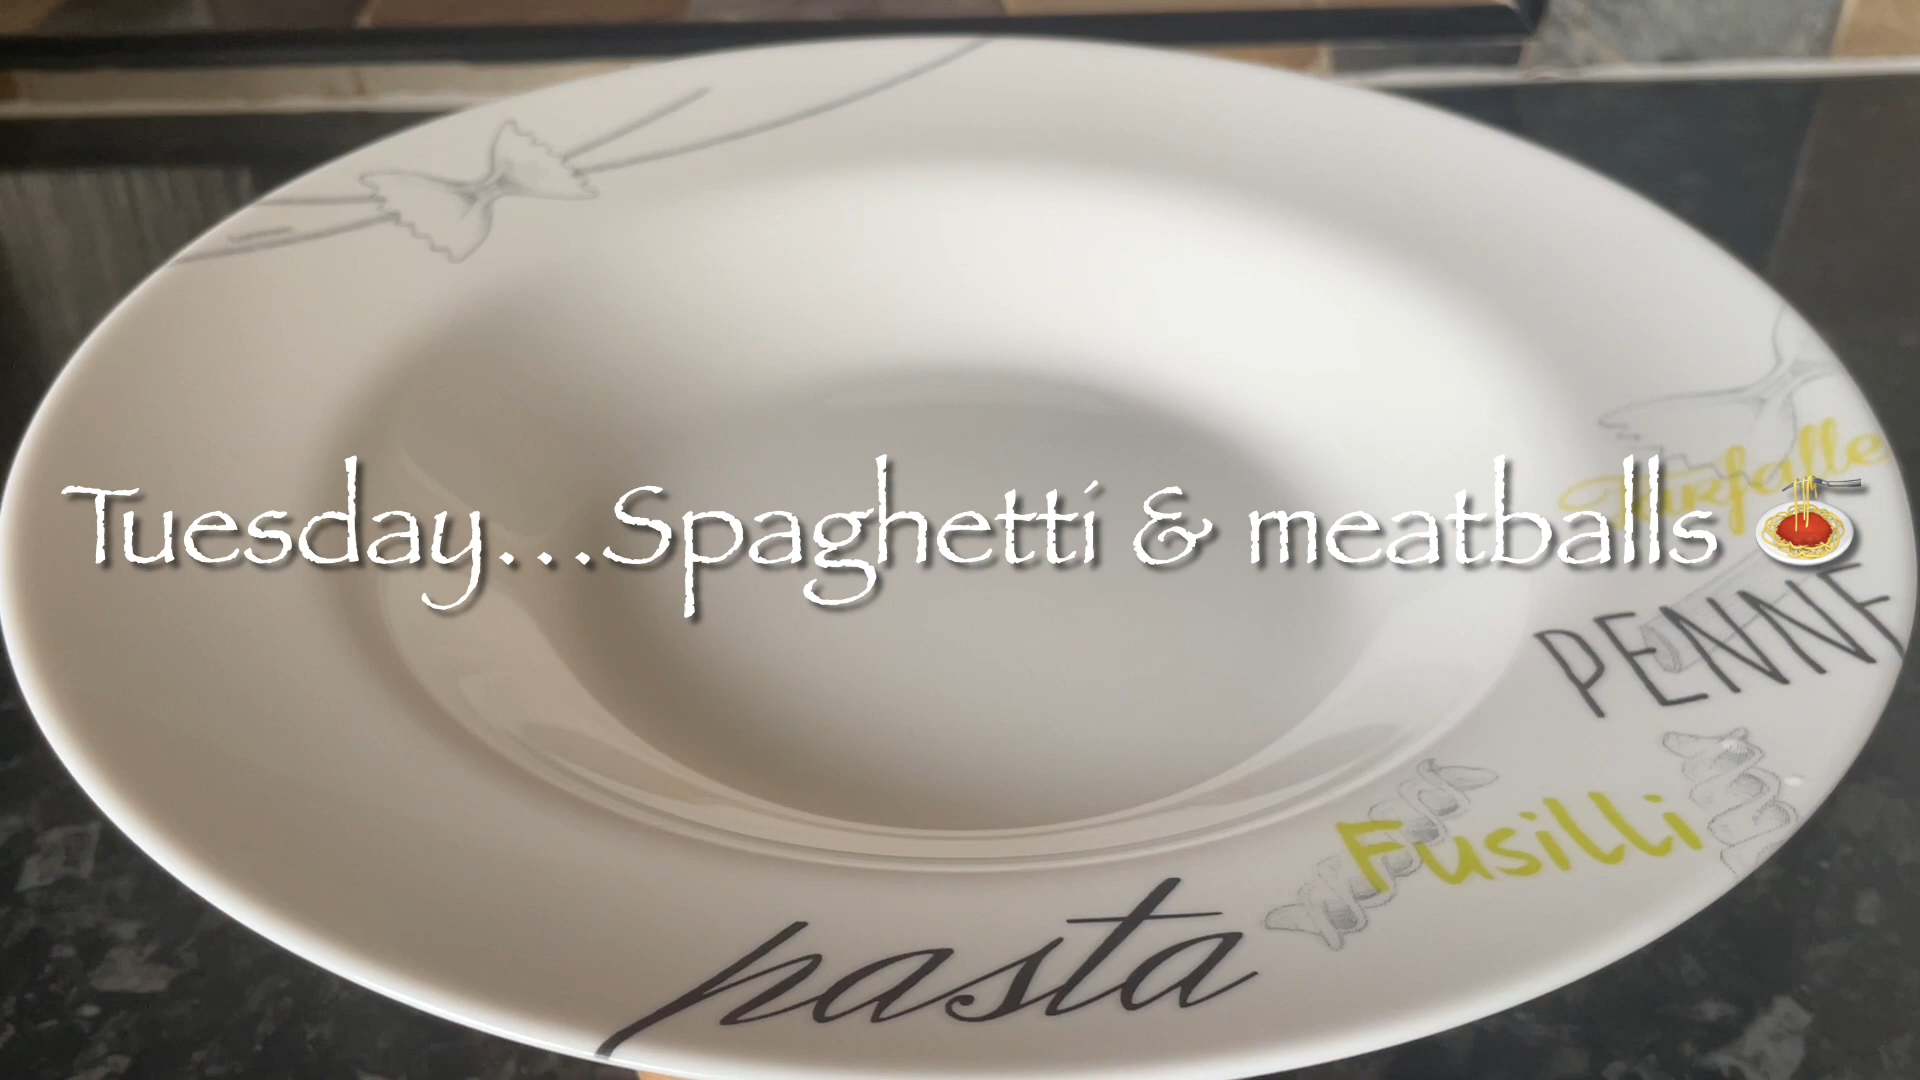 Tuesday...Spaghetti & meatballs 🍝
Farfalle
PENNE
Fusilli
pasta